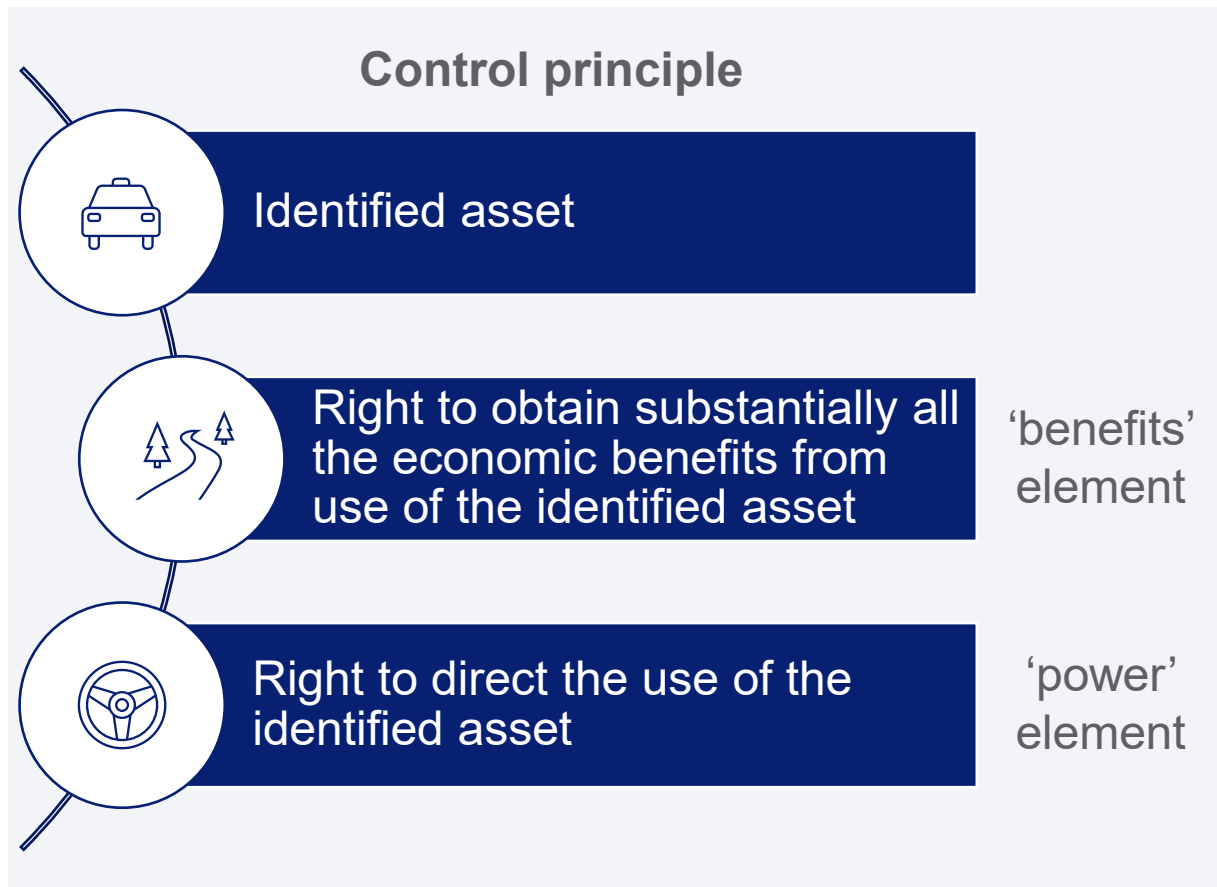 Control principle
Identified asset
Right to obtain substantially all
the economic benefits from
use of the identified asset
‘benefits’
element
Right to direct the use of the
identified asset
‘power’
element